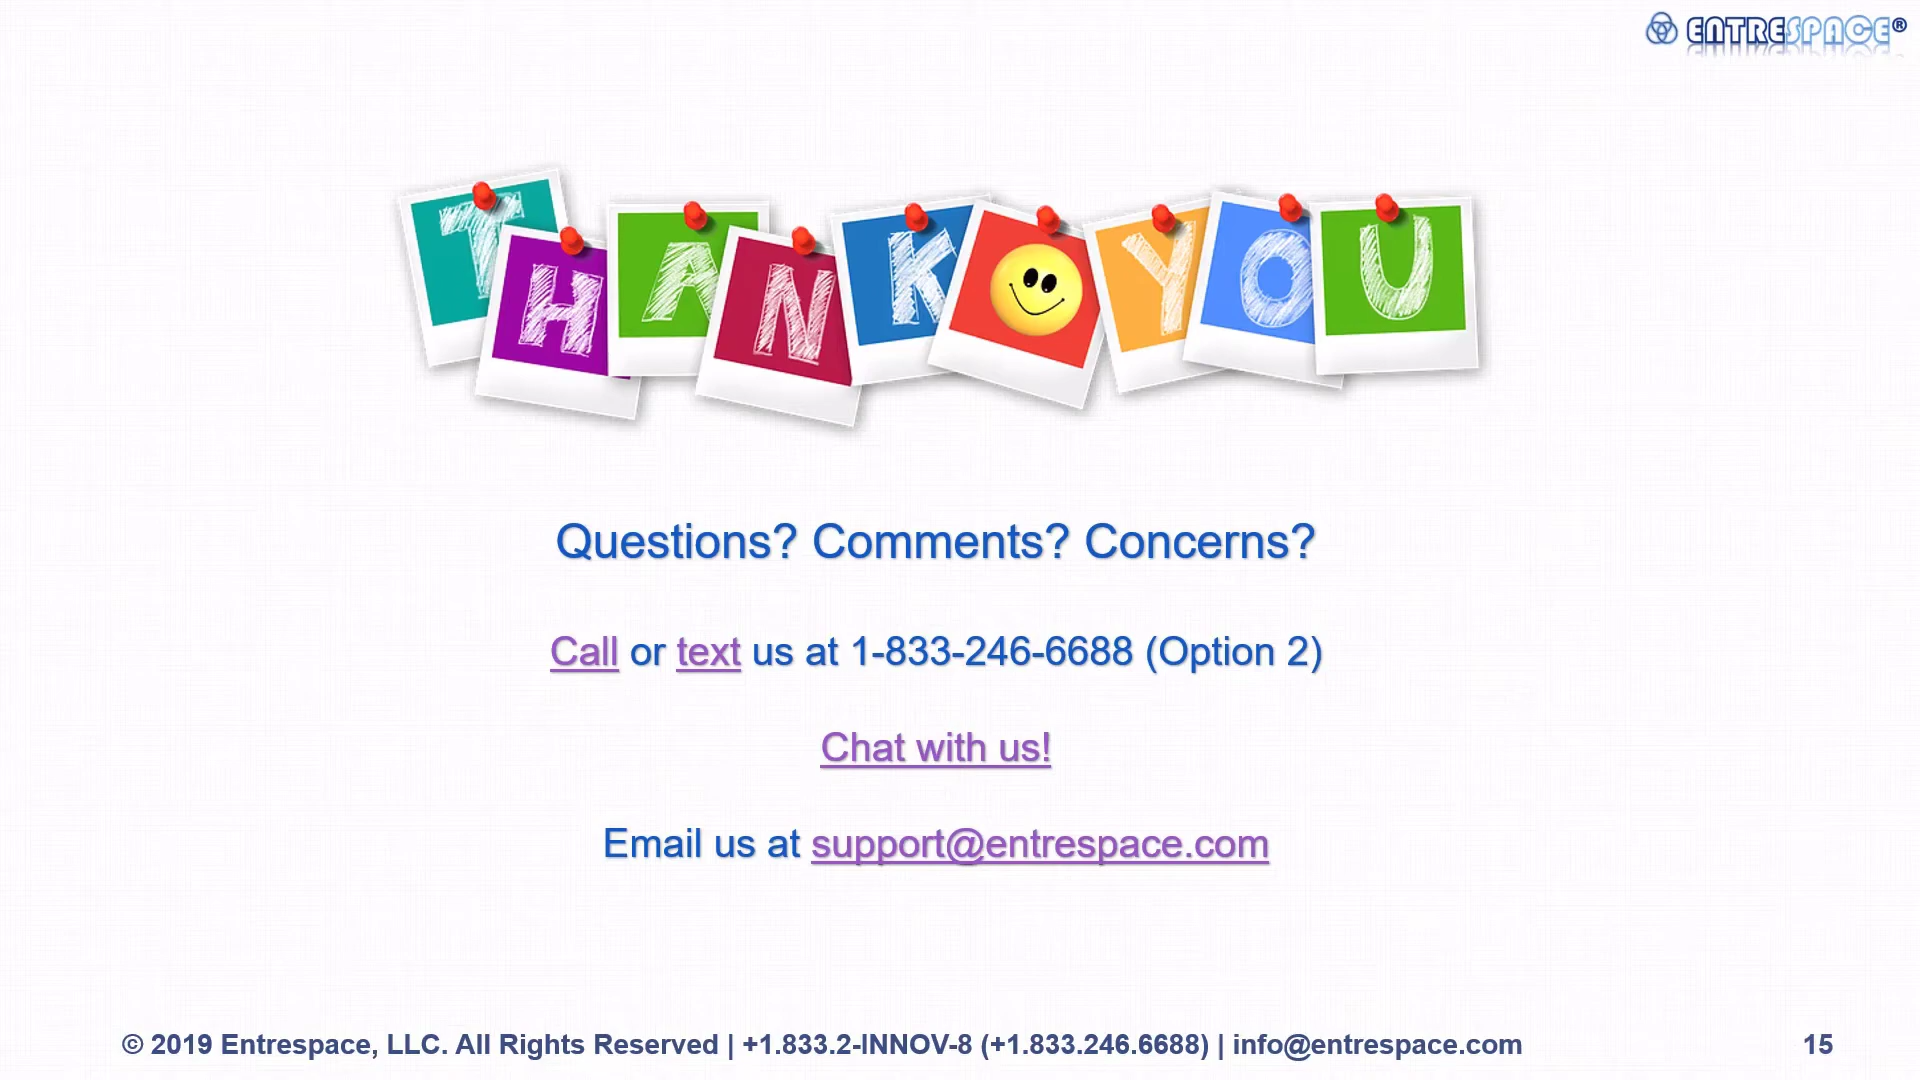 ENTRESPACE®
THANK YOU
Questions? Comments? Concerns?
Call or text us at 1-833-246-6688 (Option 2)
Chat with us!
Email us at support@entrespace.com
© 2019 Entrespace, LLC. All Rights Reserved | +1.833.2-INNOV-8 (+1.833.246.6688) | info@entrespace.com 15